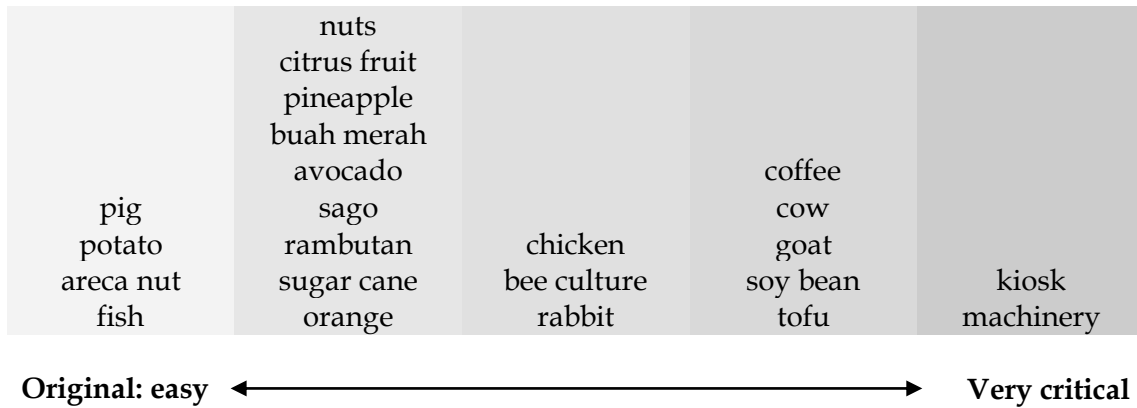 pig
potato
areca nut
fish
nuts
citrus fruit
pineapple
buah merah
avocado
sago
rambutan
sugar cane
orange
chicken
bee culture
rabbit
coffee
cow
goat
soy bean
tofu
kiosk
machinery
Original: easy
Very critical